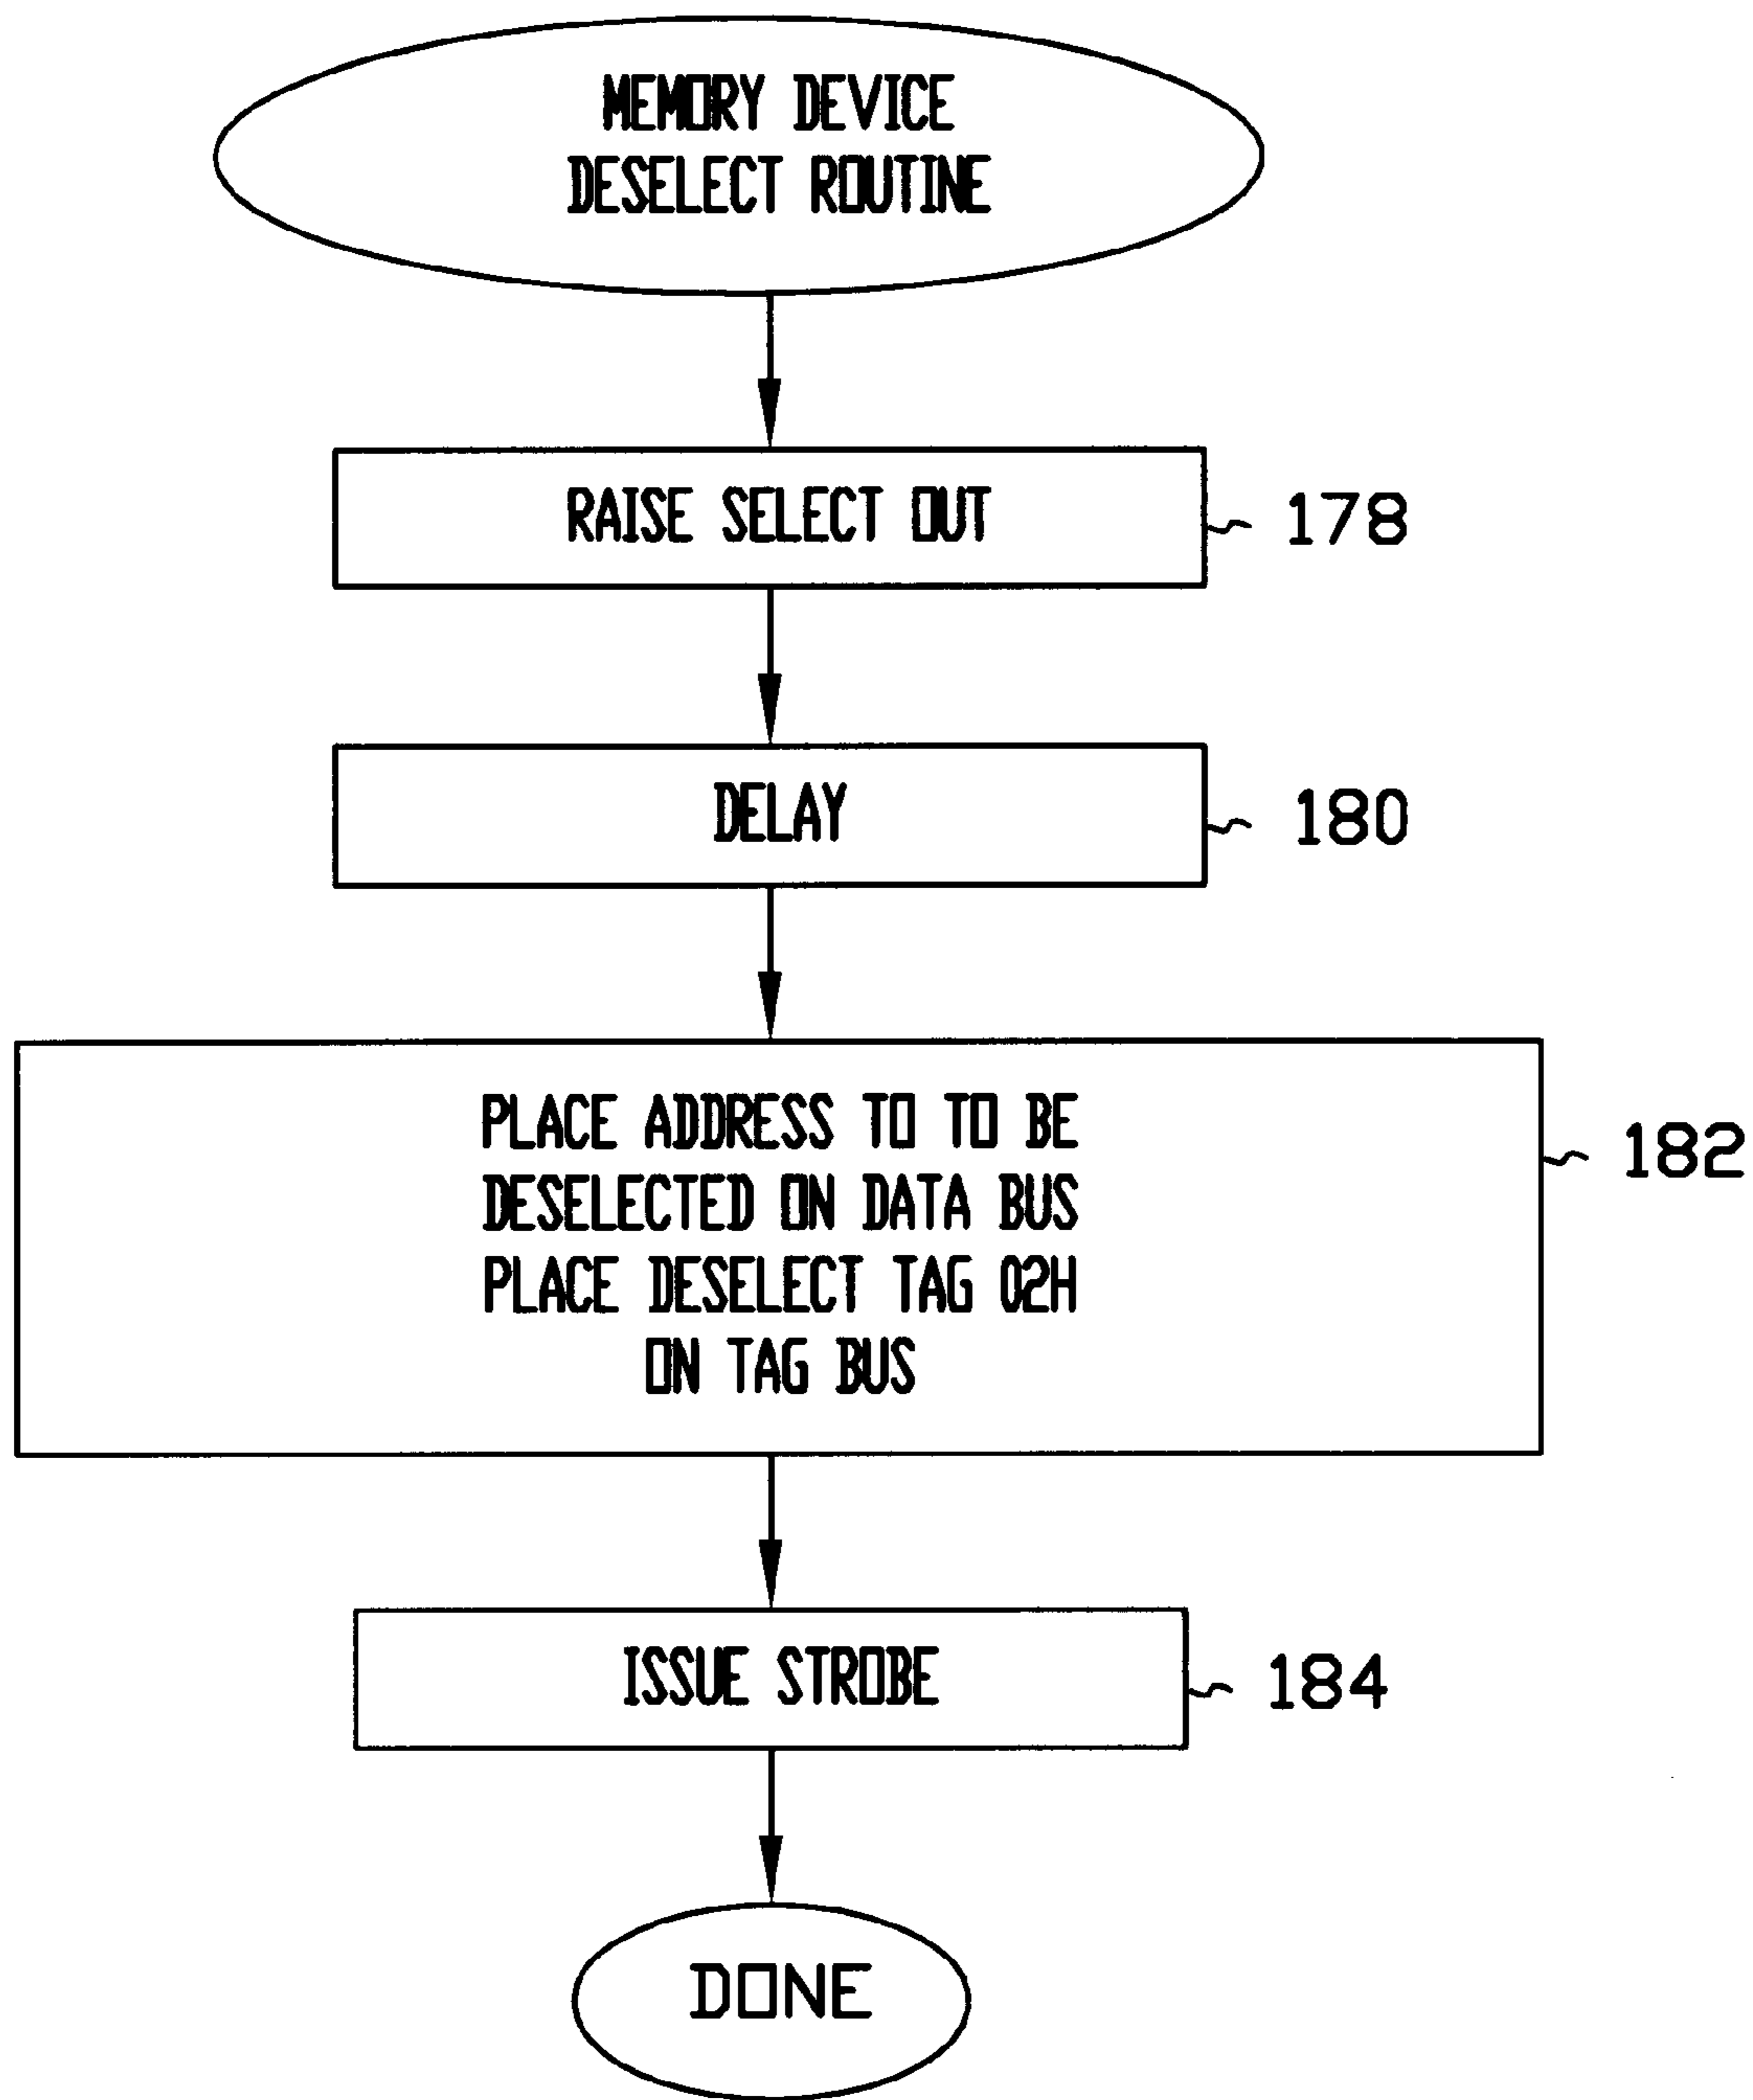 MEMORY DEVICE
DESELECT ROUTINE
RAISE SELECT OUT
178
DELAY
180
PLACE ADDRESS TO TO BE
DESELECTED ON DATA BUS
PLACE DESELECT TAG 02H
ON TAG BUS
182
ISSUE STROBE
184
DONE